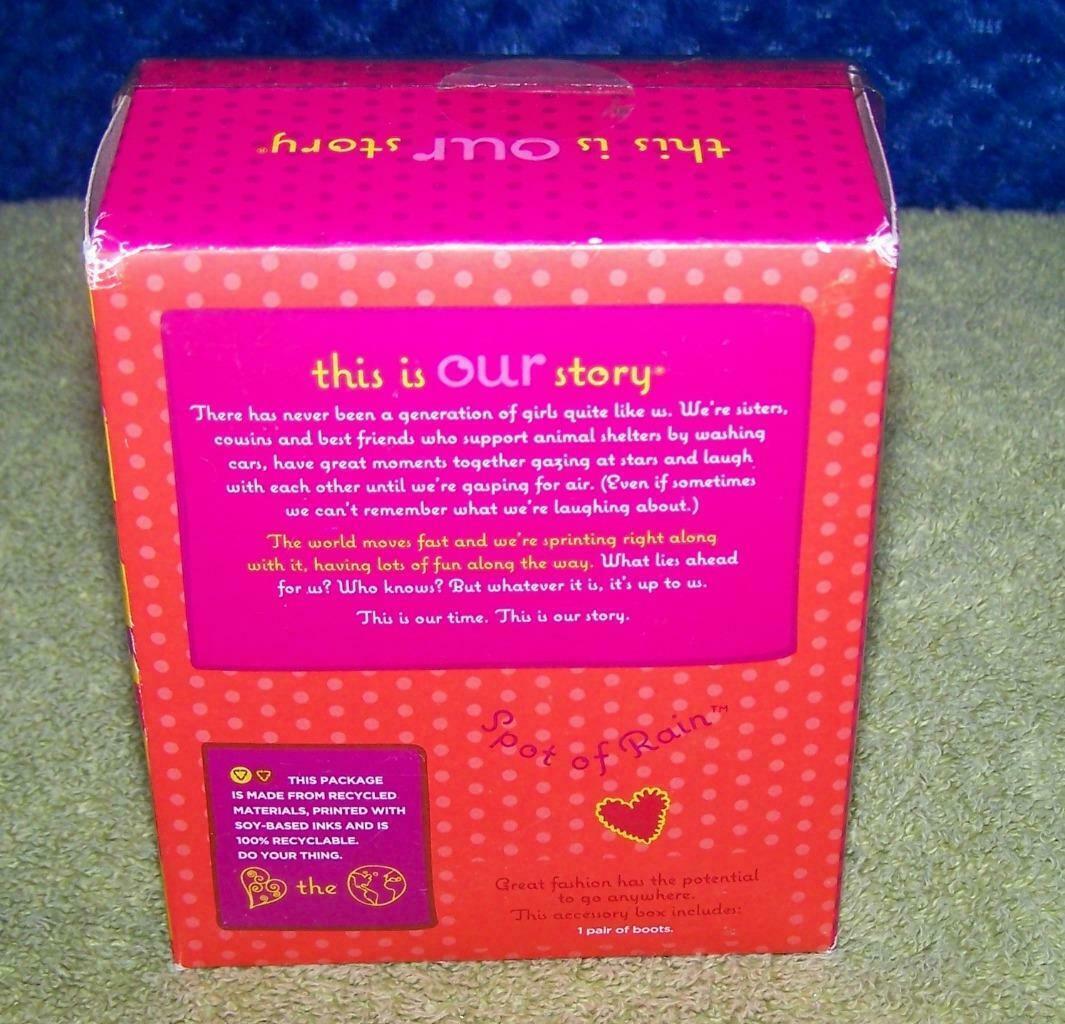 this is our story®
this is our story®
There has never been a generation of girls quite like us. We're sisters,
cousins and best friends who support animal shelters by washing
cars, have great moments together gazing at stars and laugh
with each other until we're gasping for air. (Even if sometimes
we can't remember what we're laughing about.)
The world moves fast and we're sprinting right along
with it, having lots of fun along the way. What lies ahead
for us? Who knows? But whatever it is, it's up to us.
This is our time. This is our story.
Spot of Rain™
THIS PACKAGE
IS MADE FROM RECYCLED
MATERIALS, PRINTED WITH
SOY-BASED INKS AND IS
100% RECYCLABLE.
DO YOUR THING.
the
Great fashion has the potential
to go anywhere.
This accessory box includes:
1 pair of boots.